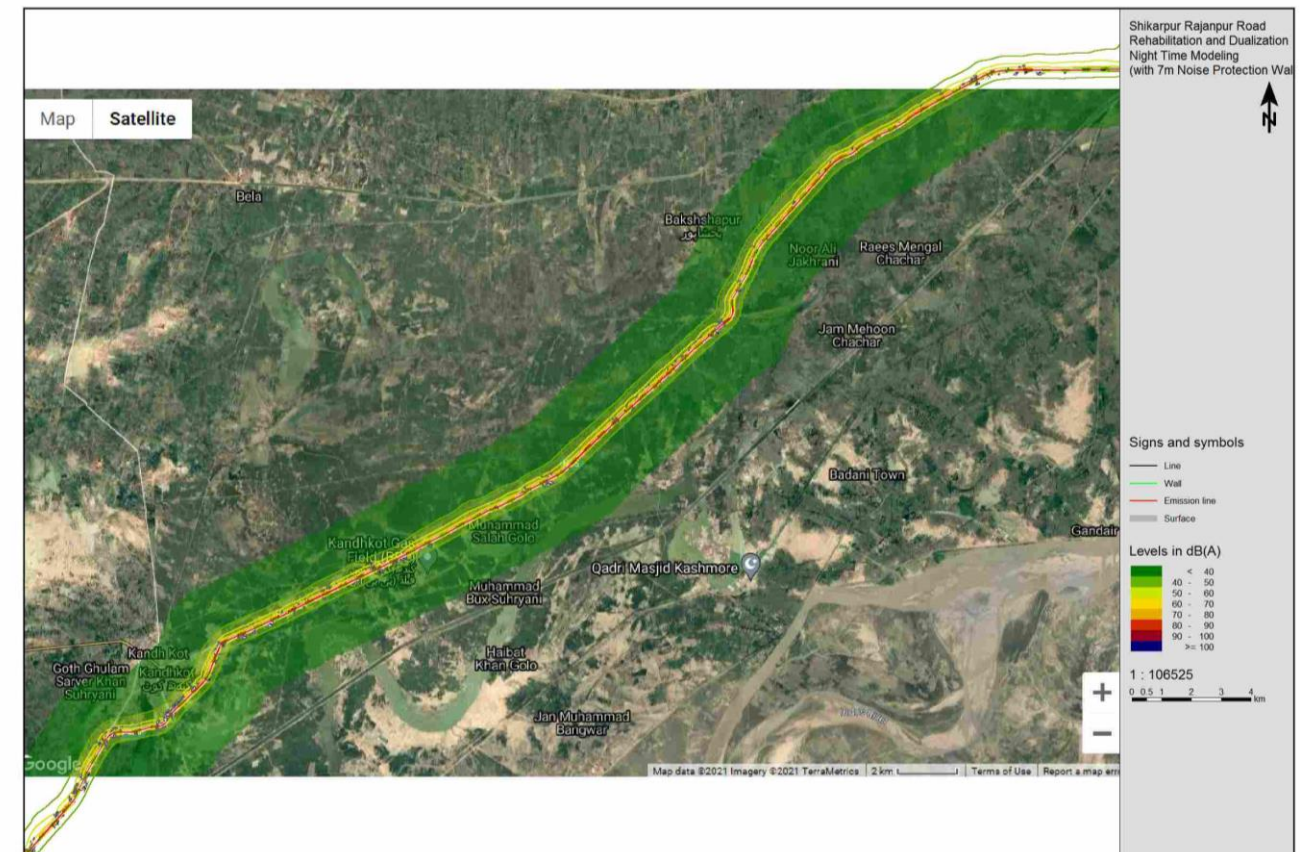 Shikarpur Rajanpur Road
Rehabilitation and Dualization
Night Time Modeling
(with 7m Noise Protection Wal
N
Map Satellite
Bela
Bakshshapur
بخشاپور
Noor Ali
Jakhrani
Raees Mengal
Chachar
Jam Mehoon
Chachar
Badani Town
Gandair
Muhammad
Salah Golo
Kandhkot Gas
Field
Qadri Masjid Kashmore
Muhammad
Bux Suhryani
Haibat
Khan Golo
Kandh Kot
Kandhkot
Goth Ghulam
Sarver Khan
Suhryani
Jan Muhammad
Bangwar
Google
Map data ©2021 Imagery ©2021 TerraMetrics 2 km Terms of Use Report a map err
Signs and symbols
Line
Wall
Emission line
Surface
Levels in dB(A)
< 40
40 - 50
50 - 60
60 - 70
70 - 80
80 - 90
90 - 100
>= 100
1 : 106525
0 0.5 1 2 3 4
km
+
−